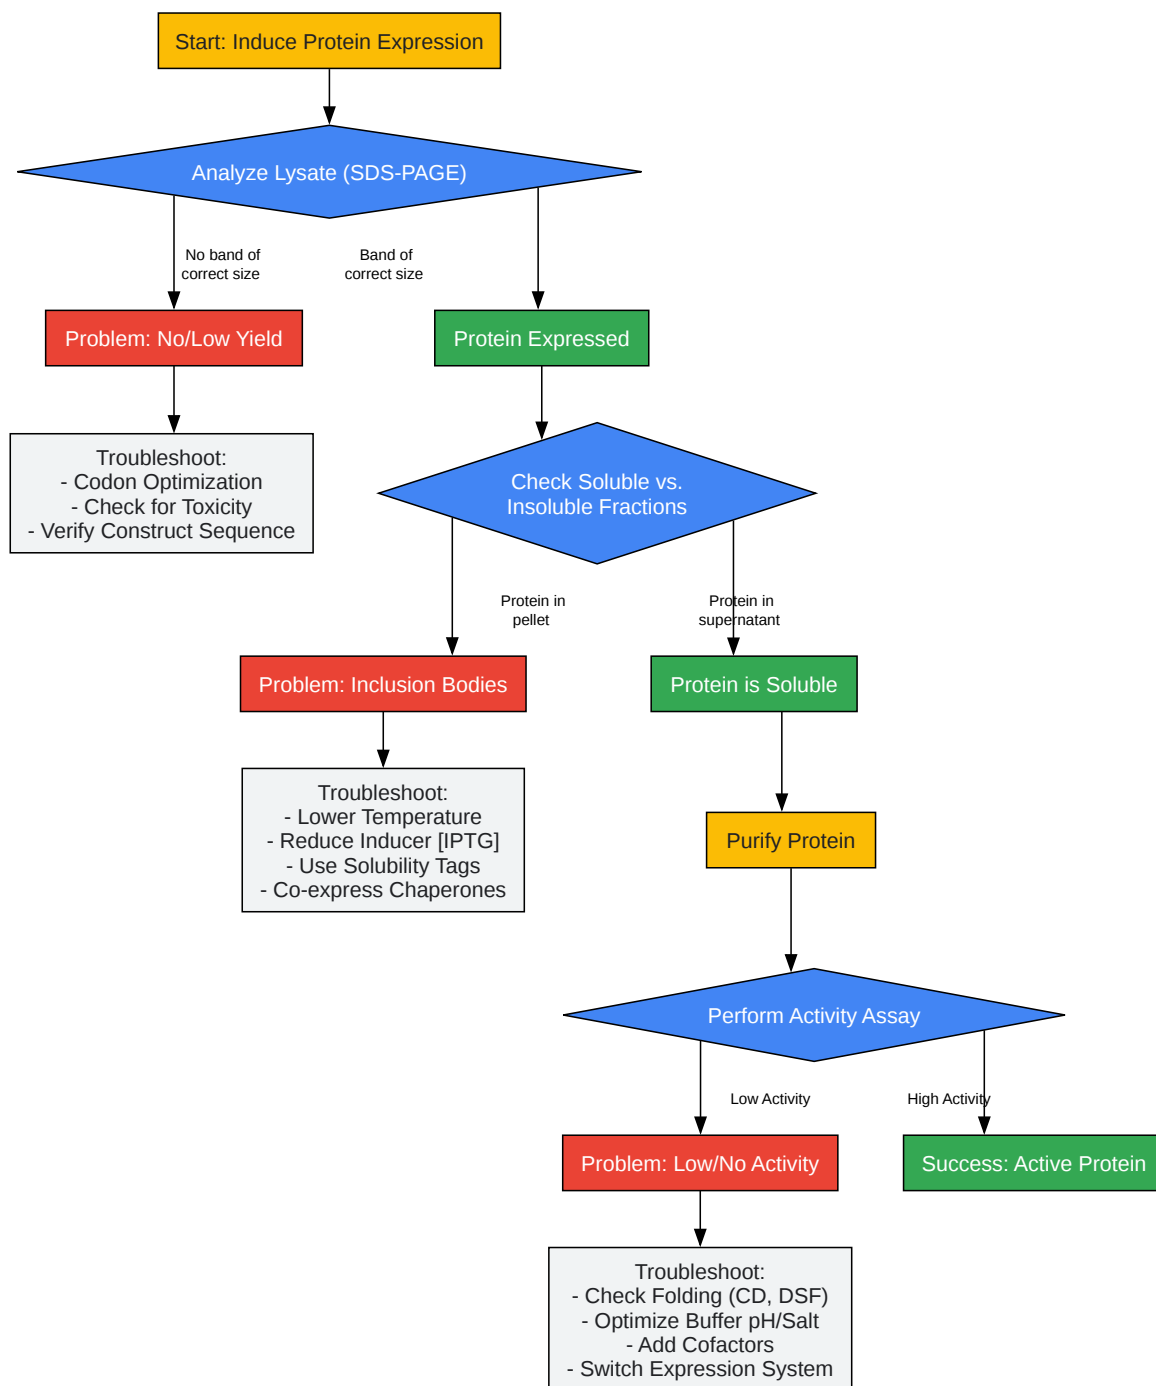 Start: Induce Protein Expression
Analyze Lysate (SDS-PAGE)
No band of
correct size
Band of
correct size
Problem: No/Low Yield
Protein Expressed
Troubleshoot:
- Codon Optimization
- Check for Toxicity
- Verify Construct Sequence
Check Soluble vs.
Insoluble Fractions
Protein in
pellet
Protein in
supernatant
Problem: Inclusion Bodies
Protein is Soluble
Troubleshoot:
- Lower Temperature
- Reduce Inducer [IPTG]
- Use Solubility Tags
- Co-express Chaperones
Purify Protein
Perform Activity Assay
Low Activity
High Activity
Problem: Low/No Activity
Success: Active Protein
Troubleshoot:
- Check Folding (CD, DSF)
- Optimize Buffer pH/Salt
- Add Cofactors
- Switch Expression System